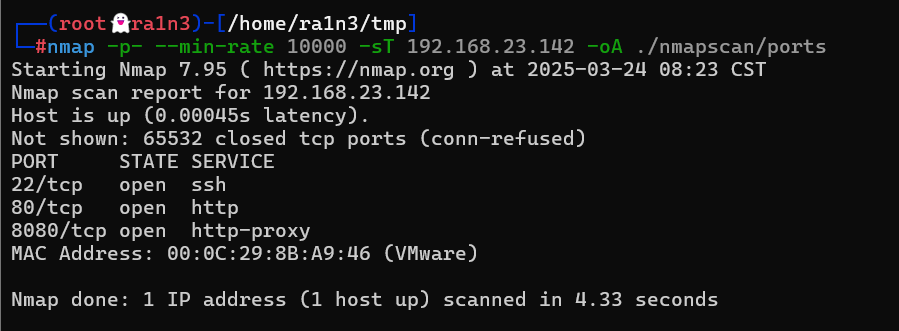 ┌──(root👻ra1n3)-[/home/ra1n3/tmp]
└─#nmap -p- --min-rate 10000 -sT 192.168.23.142 -oA ./nmapscan/ports
Starting Nmap 7.95 ( https://nmap.org ) at 2025-03-24 08:23 CST
Nmap scan report for 192.168.23.142
Host is up (0.00045s latency).
Not shown: 65532 closed tcp ports (conn-refused)
PORT     STATE SERVICE
22/tcp   open  ssh
80/tcp   open  http
8080/tcp open  http-proxy
MAC Address: 00:0C:29:8B:A9:46 (VMware)
Nmap done: 1 IP address (1 host up) scanned in 4.33 seconds